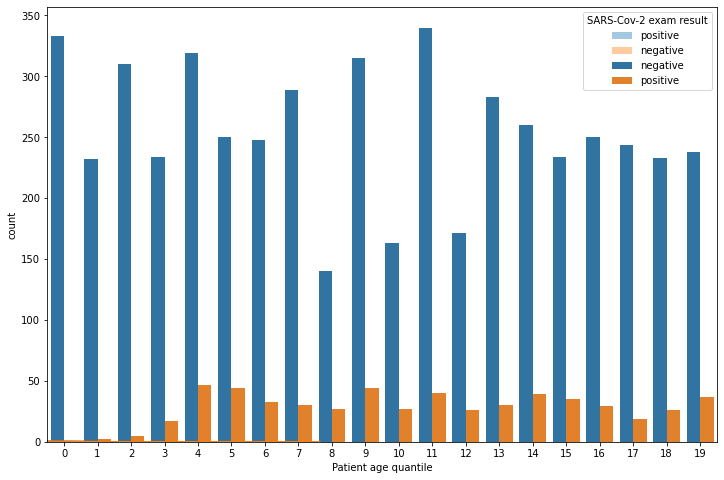 350
300
250
200
150
100
50
0
count
SARS-Cov-2 exam result
positive
negative
negative
positive
0 1 2 3 4 5 6 7 8 9 10 11 12 13 14 15 16 17 18 19
Patient age quantile